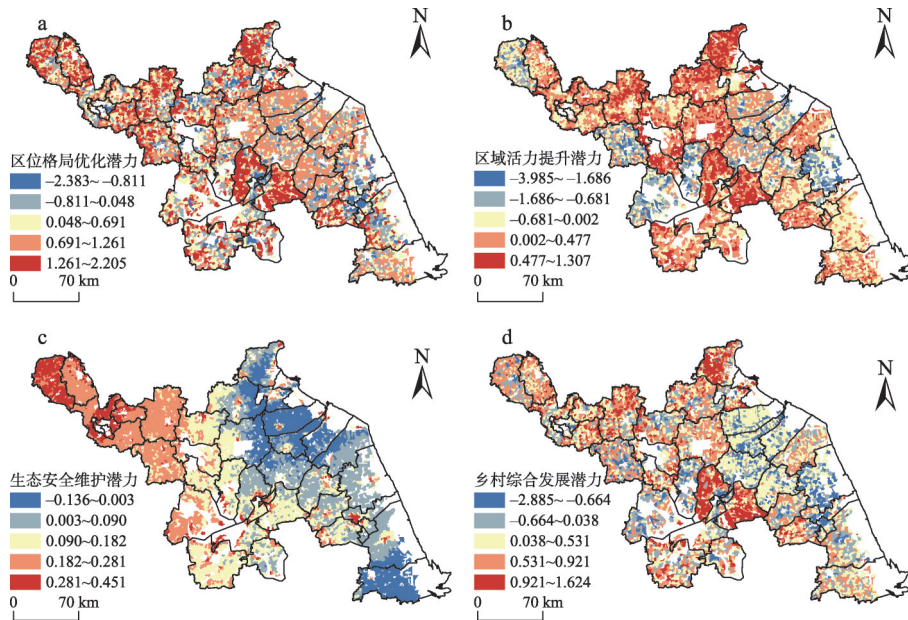 a
N
区位格局优化潜力
−2.383~ −0.811
−0.811~0.048
0.048~0.691
0.691~1.261
1.261~2.205
0 70 km
b
N
区域活力提升潜力
−3.985~ −1.686
−1.686~ −0.681
−0.681~0.002
0.002~0.477
0.477~1.307
0 70 km
c
N
生态安全维护潜力
−0.136~0.003
0.003~0.090
0.090~0.182
0.182~0.281
0.281~0.451
0 70 km
d
N
乡村综合发展潜力
−2.885~ −0.664
−0.664~0.038
0.038~0.531
0.531~0.921
0.921~1.624
0 70 km